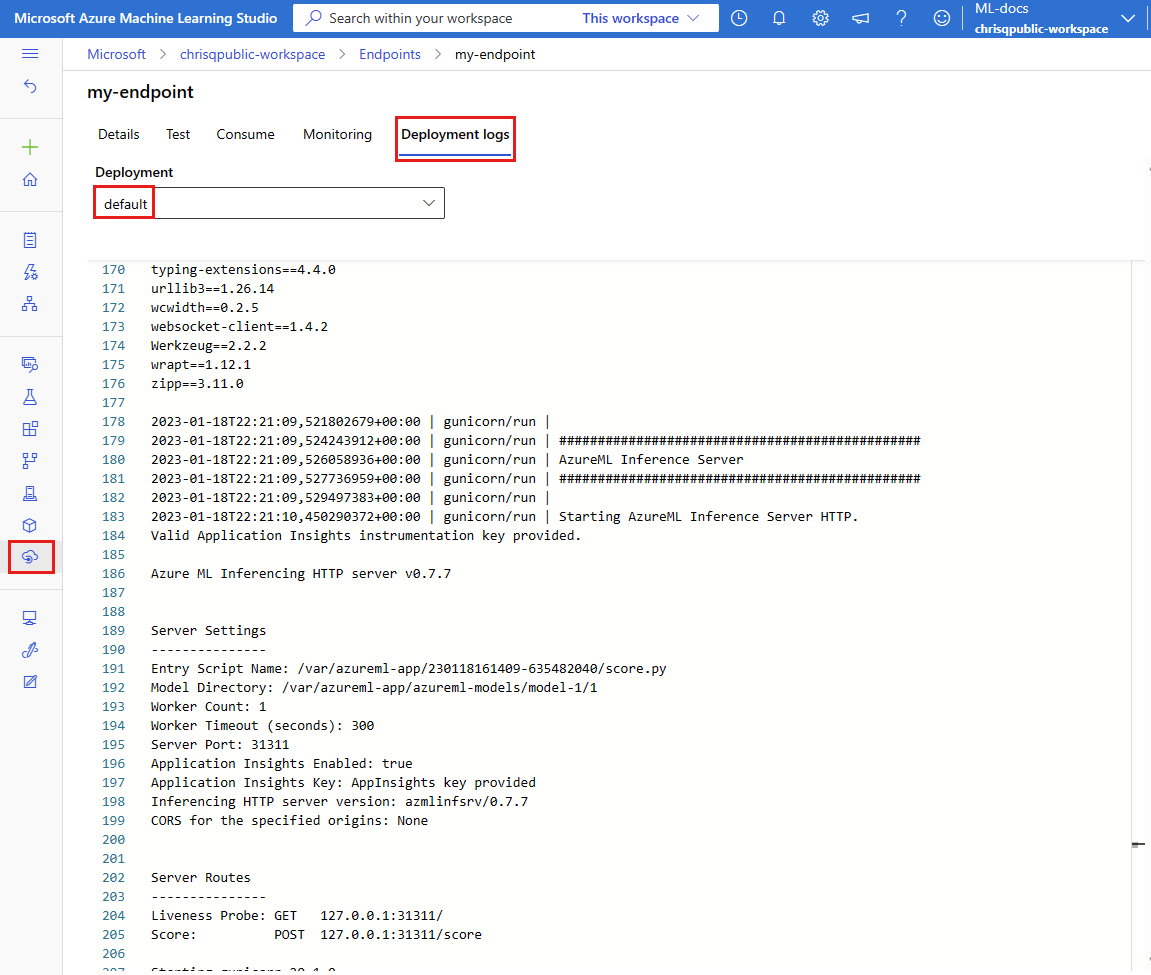 Microsoft Azure Machine Learning Studio
Search within your workspace
This workspace
ML-docs
chrisqpublic-workspace
Microsoft > chrisqpublic-workspace > Endpoints > my-endpoint
my-endpoint
Details Test Consume Monitoring Deployment logs
Deployment
default
170 typing-extensions==4.4.0
171 urllib3==1.26.14
172 wcwidth==0.2.5
173 websocket-client==1.4.2
174 Werkzeug==2.2.2
175 wrapt==1.12.1
176 zipp==3.11.0
177
178 2023-01-18T22:21:09,521802679+00:00 | gunicorn/run |
179 2023-01-18T22:21:09,524243912+00:00 | gunicorn/run | ###############################################
180 2023-01-18T22:21:09,526058936+00:00 | gunicorn/run | AzureML Inference Server
181 2023-01-18T22:21:09,527736959+00:00 | gunicorn/run | ###############################################
182 2023-01-18T22:21:09,529497383+00:00 | gunicorn/run |
183 2023-01-18T22:21:10,450290372+00:00 | gunicorn/run | Starting AzureML Inference Server HTTP.
184 Valid Application Insights instrumentation key provided.
185
186 Azure ML Inferencing HTTP server v0.7.7
187
188
189 Server Settings
190 ---------------
191 Entry Script Name: /var/azureml-app/230118161409-635482040/score.py
192 Model Directory: /var/azureml-app/azureml-models/model-1/1
193 Worker Count: 1
194 Worker Timeout (seconds): 300
195 Server Port: 31311
196 Application Insights Enabled: true
197 Application Insights Key: AppInsights key provided
198 Inferencing HTTP server version: azmlinfsrv/0.7.7
199 CORS for the specified origins: None
200
201
202 Server Routes
203 ---------------
204 Liveness Probe: GET   127.0.0.1:31311/
205 Score:          POST  127.0.0.1:31311/score
206
207 Starting gunicorn 20.1.0